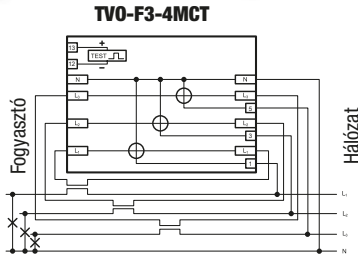 TVO-F3-4MCT
13 +
TEST
12 –
N N
L₃ L₃
5
L₂ L₂
3
L₁ L₁
1
Fogyasztó
Hálózat
L₁
L₂
L₃
N